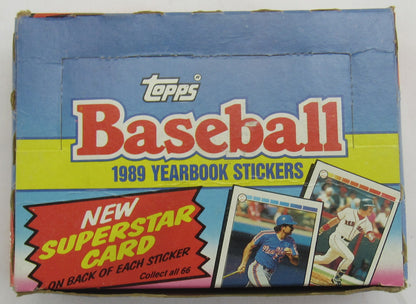 Topps
Baseball
1989 YEARBOOK STICKERS
NEW
SUPERSTAR
CARD
ON BACK OF EACH STICKER
Collect all 66